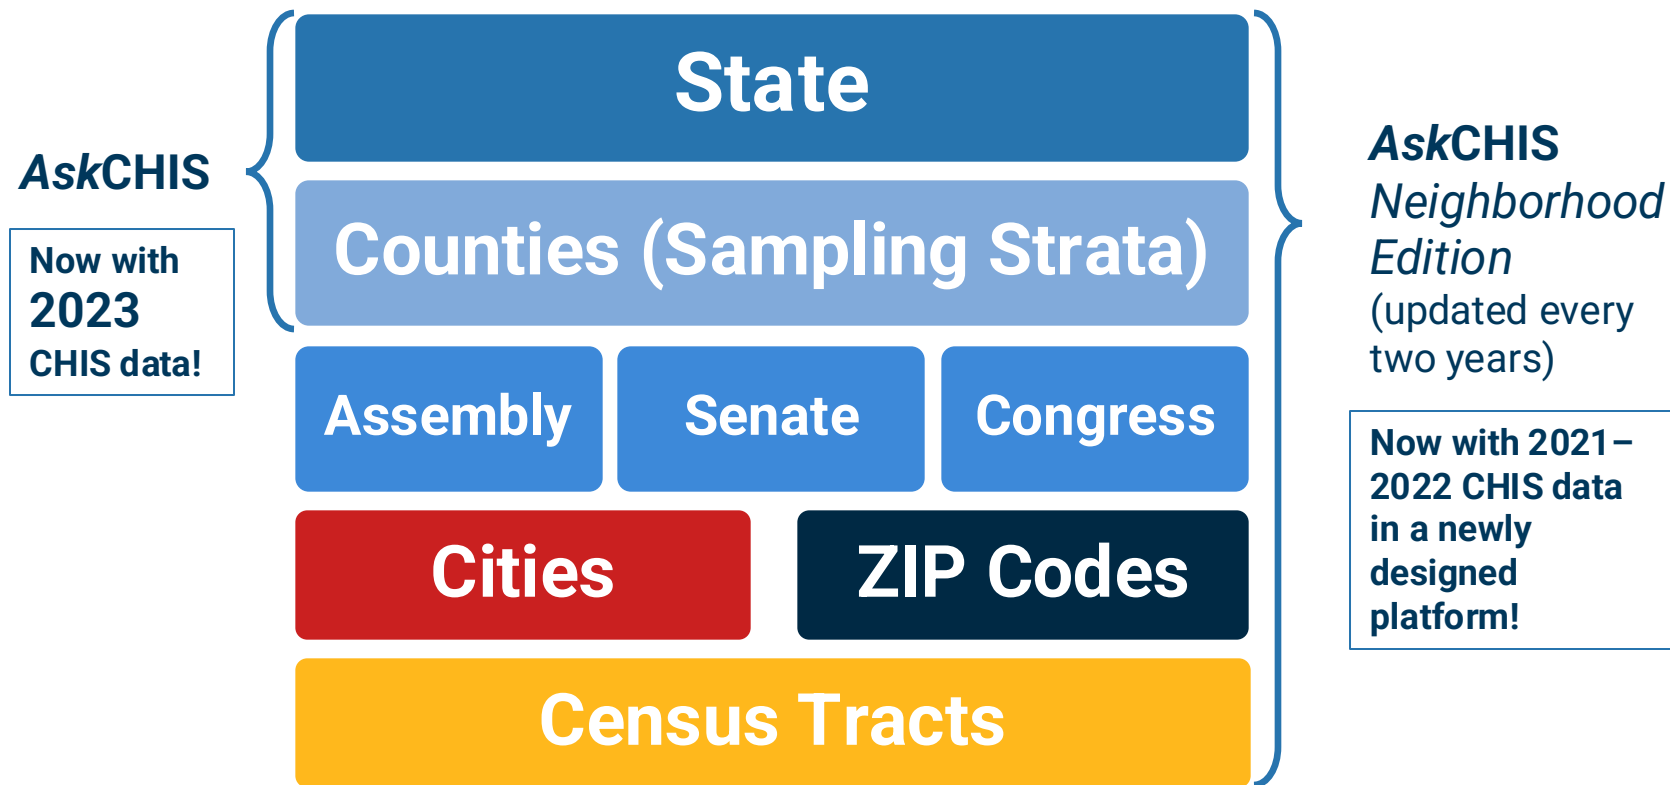 AskCHIS
Now with
2023
CHIS data!
State
Counties (Sampling Strata)
Assembly
Senate
Congress
Cities
ZIP Codes
Census Tracts
AskCHIS
Neighborhood
Edition
(updated every
two years)
Now with 2021–
2022 CHIS data
in a newly
designed
platform!